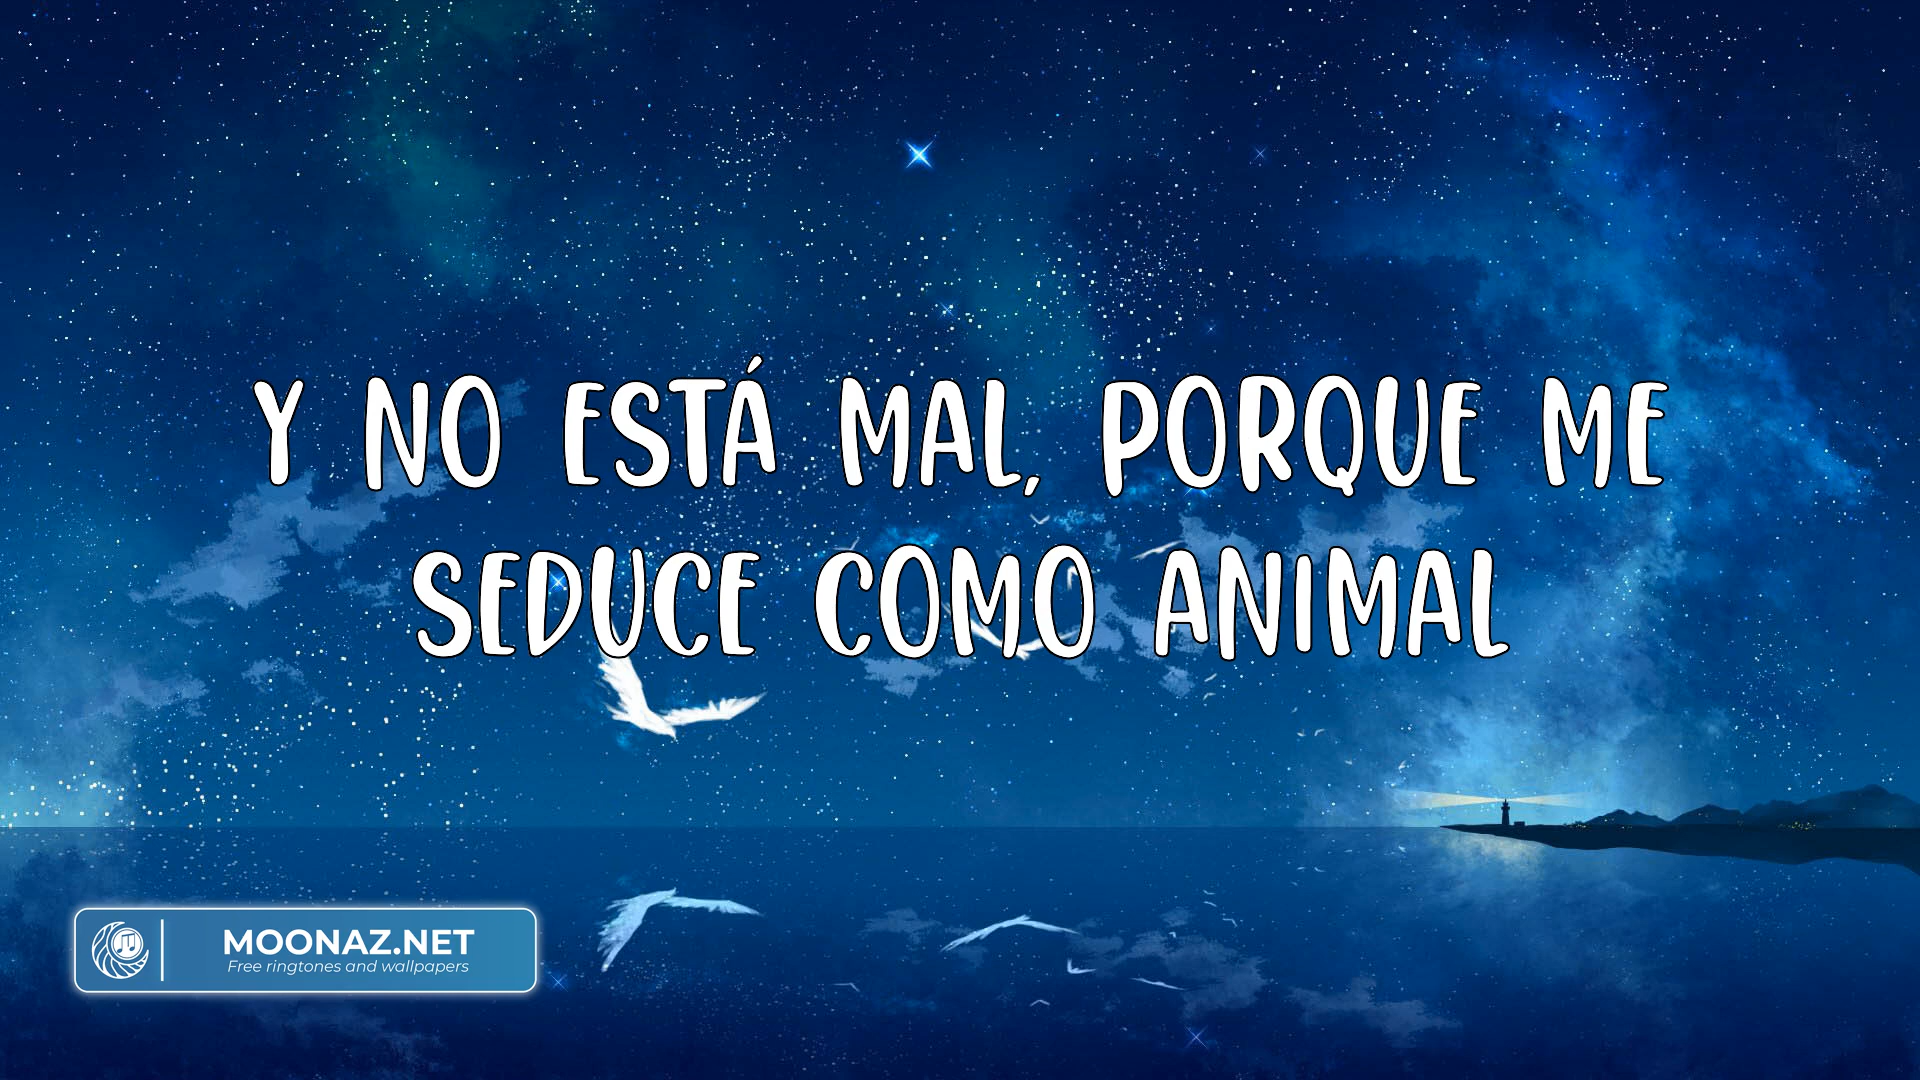 Y NO ESTÁ MAL, PORQUE ME
SEDUCE COMO ANIMAL
MOONAZ.NET
Free ringtones and wallpapers